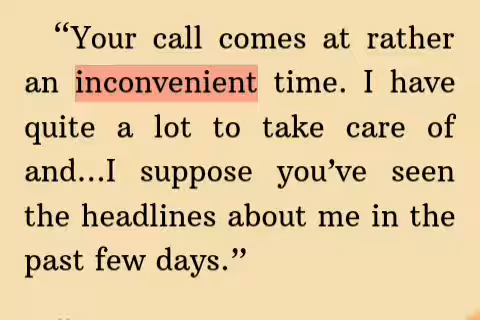 “Your call comes at rather
an inconvenient time. I have
quite a lot to take care of
and...I suppose you’ve seen
the headlines about me in the
past few days.”